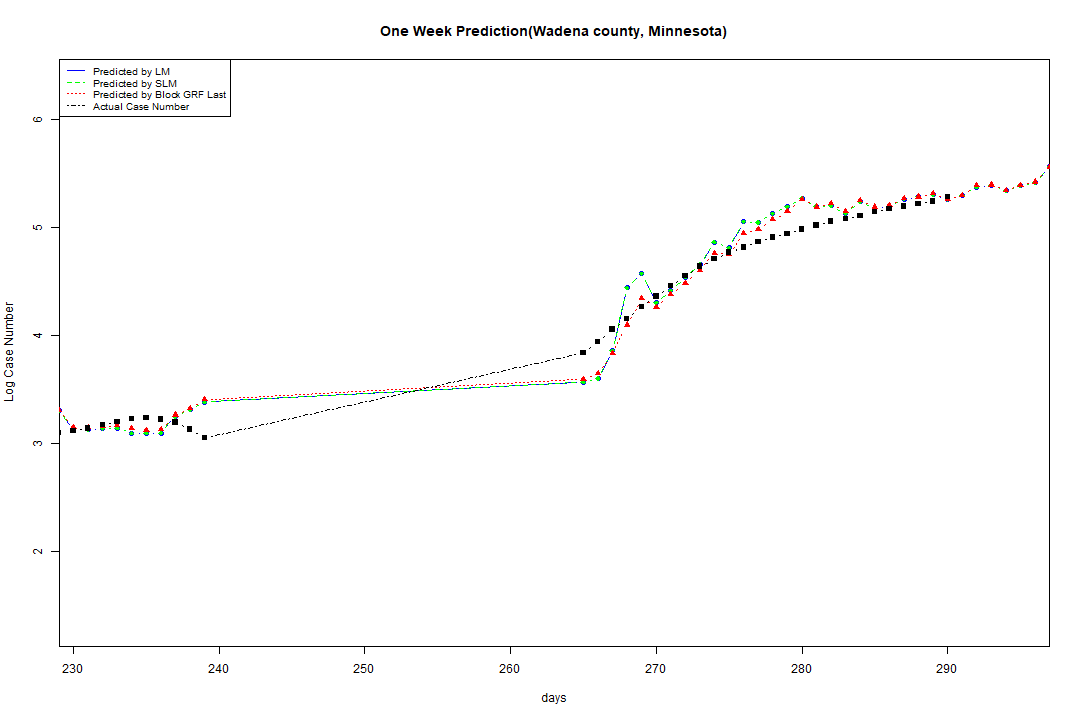 One Week Prediction(Wadena county, Minnesota)
Predicted by LM
Predicted by SLM
Predicted by Block GRF Last
Actual Case Number
6
5
4
3
2
Log Case Number
230 240 250 260 270 280 290
days